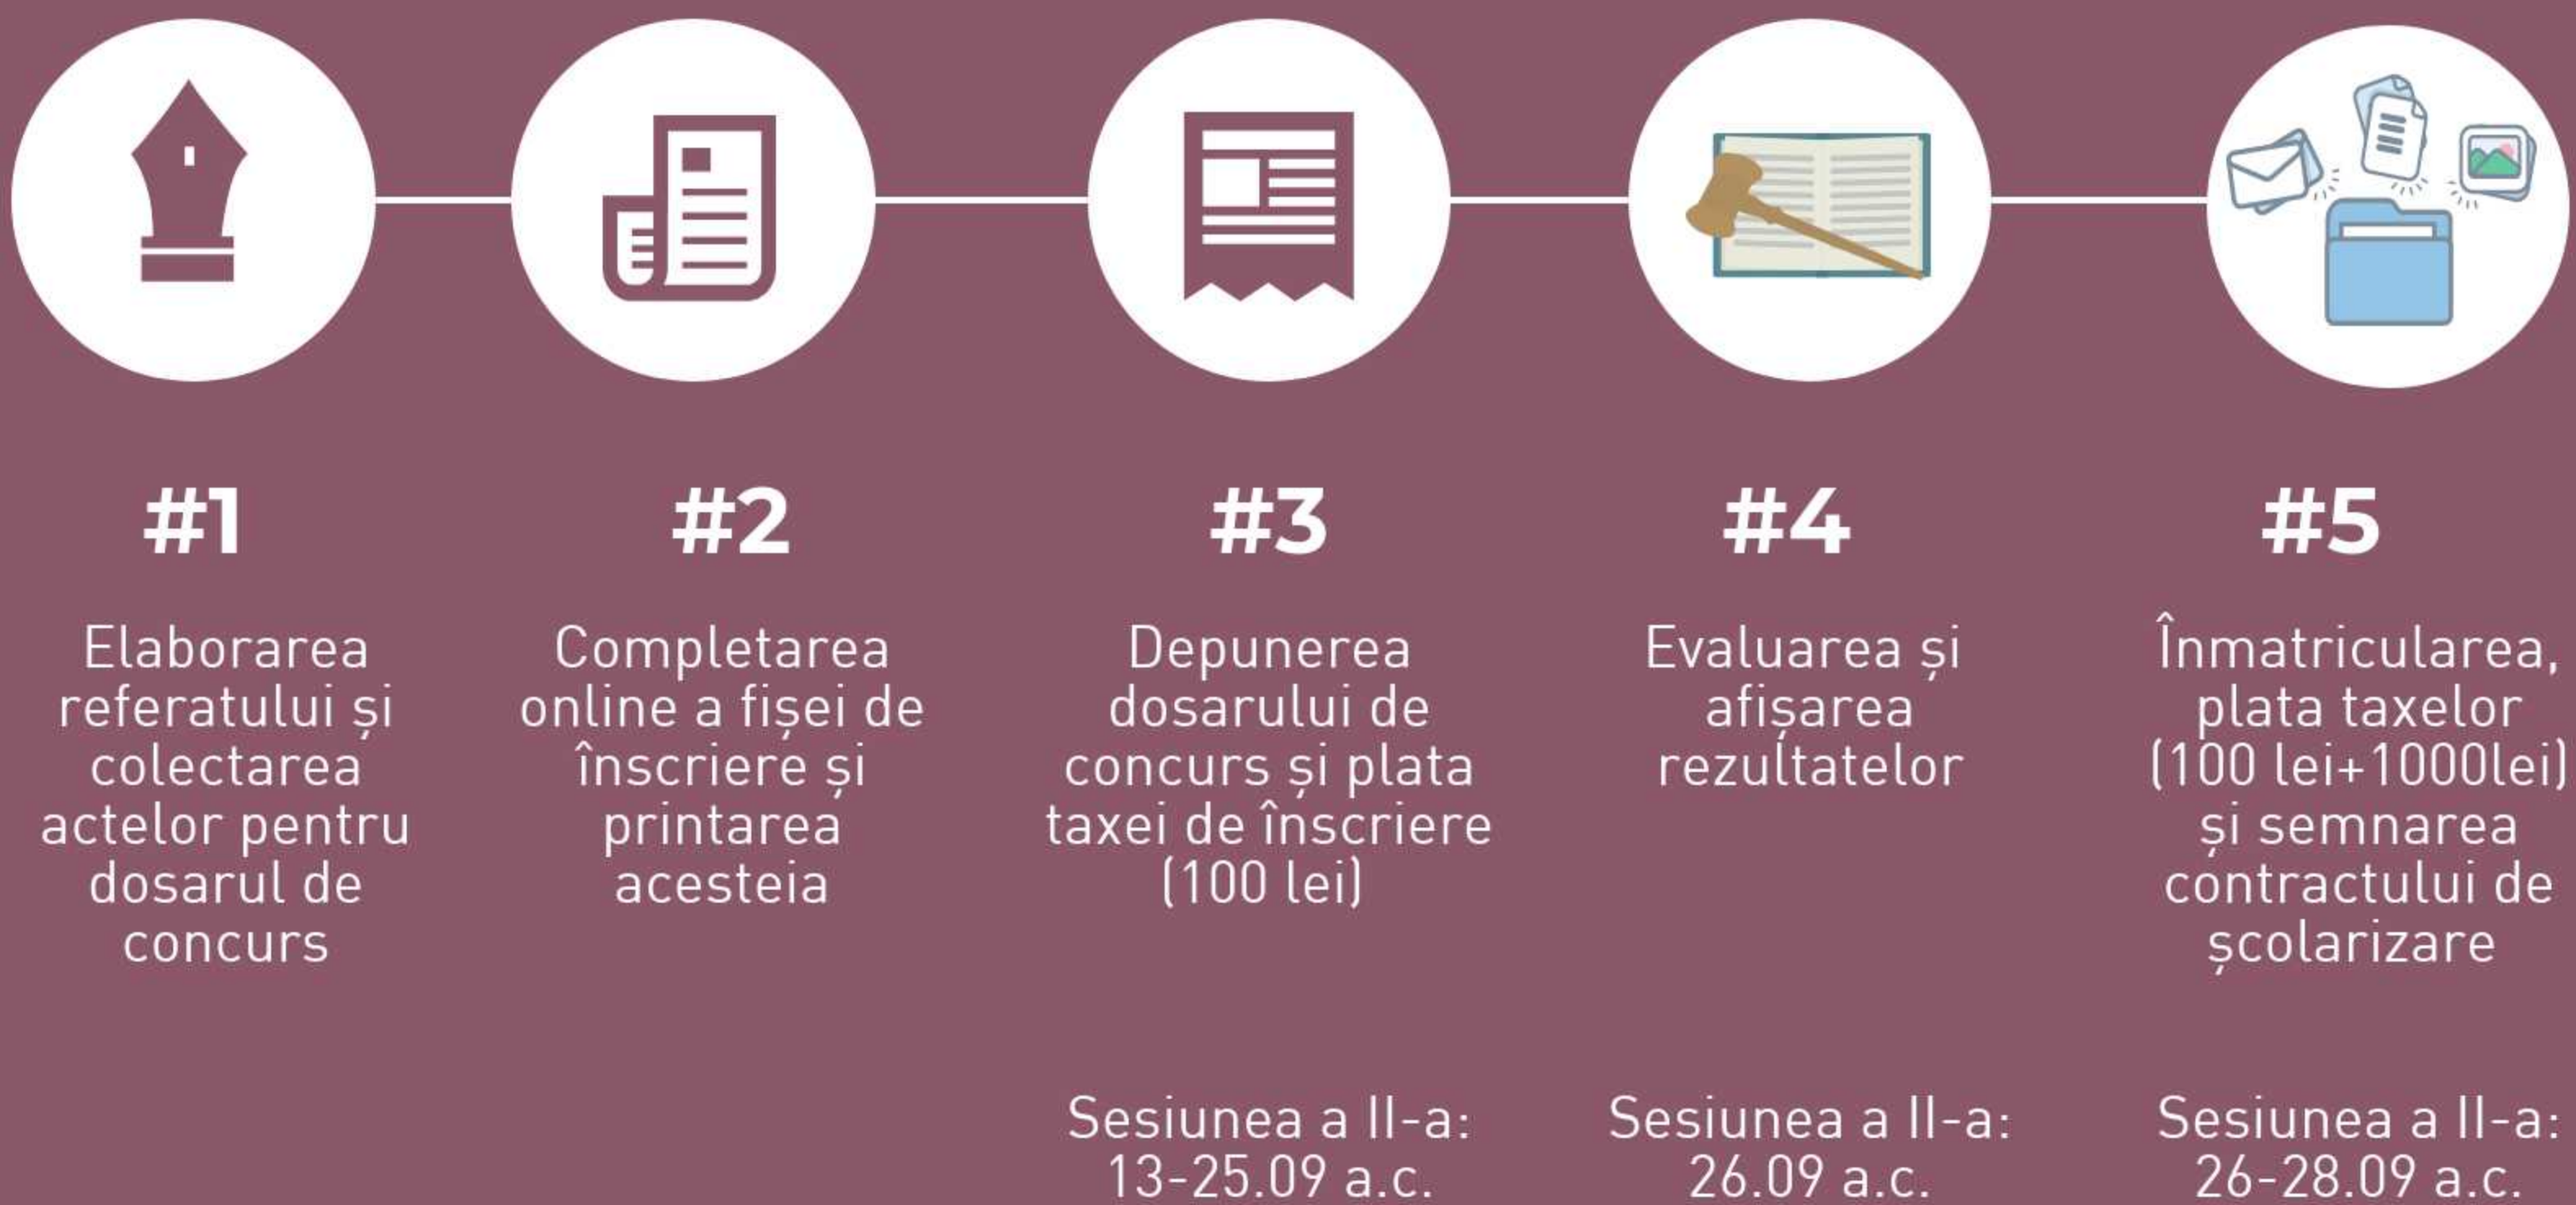 #1
Elaborarea
referatului și
colectarea
actelor pentru
dosarul de
concurs
#2
Completarea
online a fișei de
înscriere și
printarea
acesteia
#3
Depunerea
dosarului de
concurs și plata
taxei de înscriere
(100 lei)
Sesiunea a II-a:
13-25.09 a.c.
#4
Evaluarea și
afișarea
rezultatelor
Sesiunea a II-a:
26.09 a.c.
#5
Înmatricularea,
plata taxelor
(100 lei+1000lei)
și semnarea
contractului de
școlarizare
Sesiunea a II-a:
26-28.09 a.c.